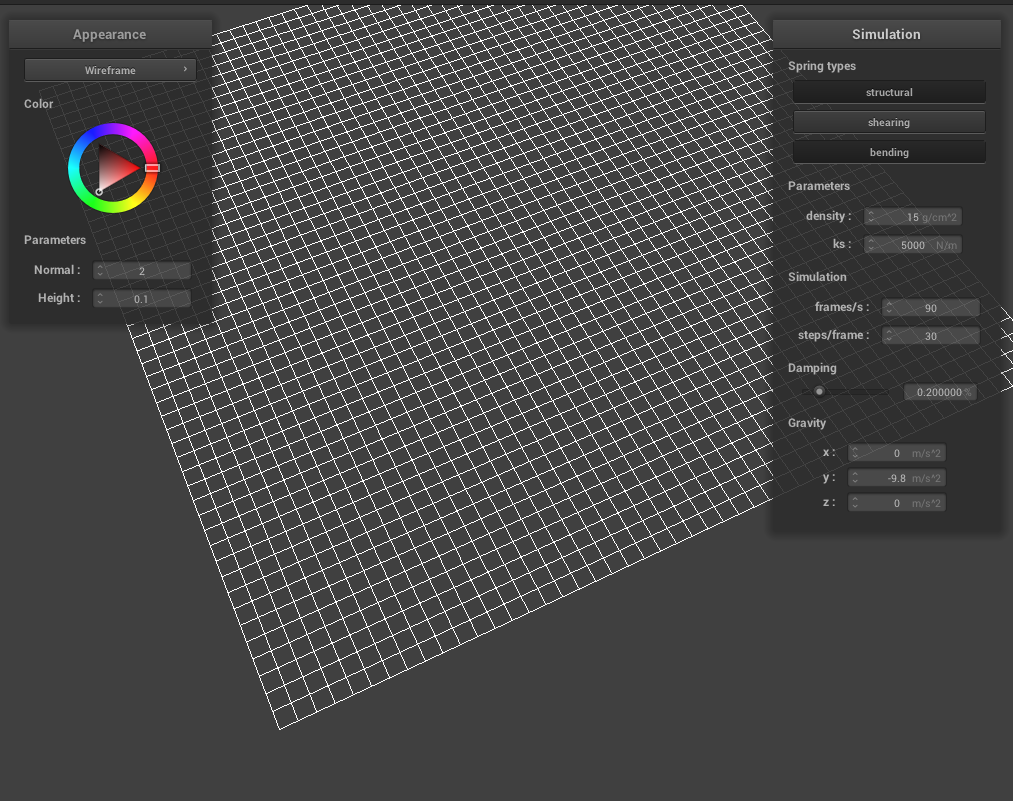 Appearance
Wireframe
Color
Parameters
Normal : 2
Height : 0.1
Simulation
Spring types
structural
shearing
bending
Parameters
density : 15 g/cm^2
ks : 5000 N/m
Simulation
frames/s : 90
steps/frame : 30
Damping
0.200000 %
Gravity
x : 0 m/s^2
y : -9.8 m/s^2
z : 0 m/s^2